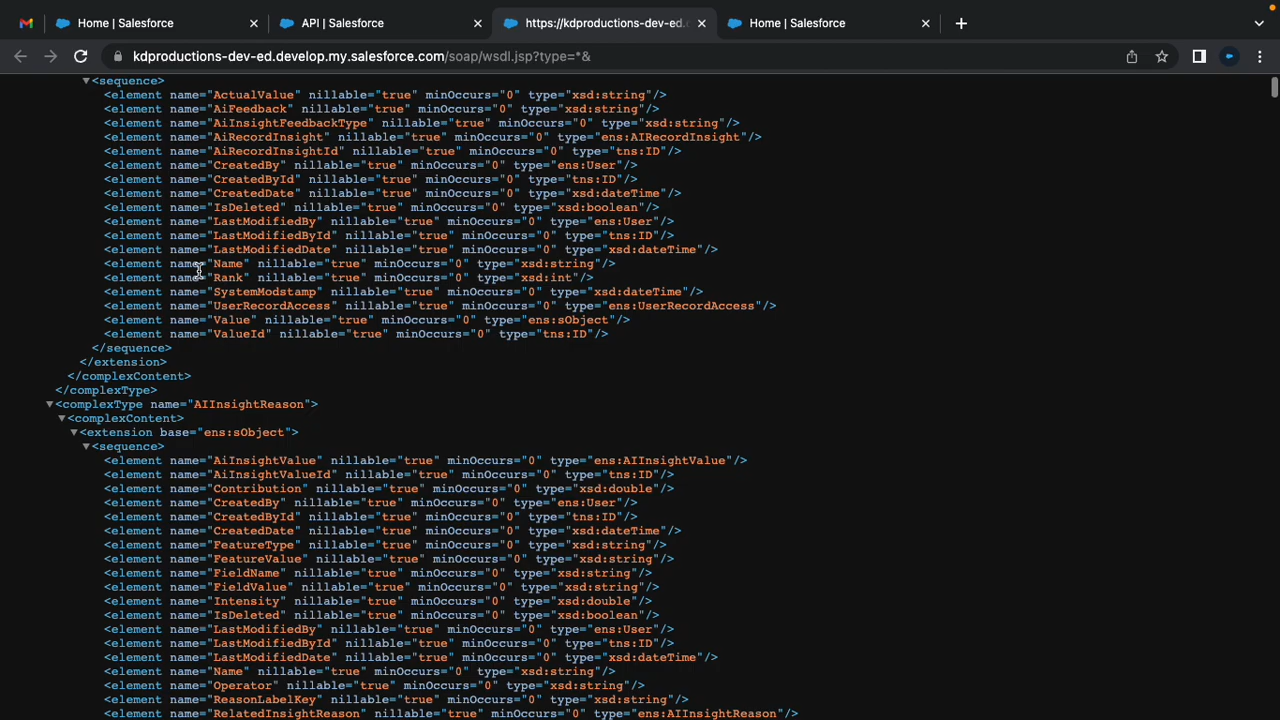 Home | Salesforce
API | Salesforce
https://kdproductions-dev-ed.
Home | Salesforce
kdproductions-dev-ed.develop.my.salesforce.com/soap/wsdl.jsp?type=*&
<sequence>
<element name="ActualValue" nillable="true" minOccurs="0" type="xsd:string"/>
<element name="AiFeedback" nillable="true" minOccurs="0" type="xsd:string"/>
<element name="AiInsightFeedbackType" nillable="true" minOccurs="0" type="xsd:string"/>
<element name="AiRecordInsight" nillable="true" minOccurs="0" type="ens:AIRecordInsight"/>
<element name="AiRecordInsightId" nillable="true" minOccurs="0" type="tns:ID"/>
<element name="CreatedBy" nillable="true" minOccurs="0" type="ens:User"/>
<element name="CreatedById" nillable="true" minOccurs="0" type="tns:ID"/>
<element name="CreatedDate" nillable="true" minOccurs="0" type="xsd:dateTime"/>
<element name="IsDeleted" nillable="true" minOccurs="0" type="xsd:boolean"/>
<element name="LastModifiedBy" nillable="true" minOccurs="0" type="ens:User"/>
<element name="LastModifiedById" nillable="true" minOccurs="0" type="tns:ID"/>
<element name="LastModifiedDate" nillable="true" minOccurs="0" type="xsd:dateTime"/>
<element name="Name" nillable="true" minOccurs="0" type="xsd:string"/>
<element name="Rank" nillable="true" minOccurs="0" type="xsd:int"/>
<element name="SystemModstamp" nillable="true" minOccurs="0" type="xsd:dateTime"/>
<element name="UserRecordAccess" nillable="true" minOccurs="0" type="ens:UserRecordAccess"/>
<element name="Value" nillable="true" minOccurs="0" type="ens:sObject"/>
<element name="ValueId" nillable="true" minOccurs="0" type="tns:ID"/>
</sequence>
</extension>
</complexContent>
</complexType>
<complexType name="AIInsightReason">
<complexContent>
<extension base="ens:sObject">
<sequence>
<element name="AiInsightValue" nillable="true" minOccurs="0" type="ens:AIInsightValue"/>
<element name="AiInsightValueId" nillable="true" minOccurs="0" type="tns:ID"/>
<element name="Contribution" nillable="true" minOccurs="0" type="xsd:double"/>
<element name="CreatedBy" nillable="true" minOccurs="0" type="ens:User"/>
<element name="CreatedById" nillable="true" minOccurs="0" type="tns:ID"/>
<element name="CreatedDate" nillable="true" minOccurs="0" type="xsd:dateTime"/>
<element name="FeatureType" nillable="true" minOccurs="0" type="xsd:string"/>
<element name="FeatureValue" nillable="true" minOccurs="0" type="xsd:string"/>
<element name="FieldName" nillable="true" minOccurs="0" type="xsd:string"/>
<element name="FieldValue" nillable="true" minOccurs="0" type="xsd:string"/>
<element name="Intensity" nillable="true" minOccurs="0" type="xsd:double"/>
<element name="IsDeleted" nillable="true" minOccurs="0" type="xsd:boolean"/>
<element name="LastModifiedBy" nillable="true" minOccurs="0" type="ens:User"/>
<element name="LastModifiedById" nillable="true" minOccurs="0" type="tns:ID"/>
<element name="LastModifiedDate" nillable="true" minOccurs="0" type="xsd:dateTime"/>
<element name="Name" nillable="true" minOccurs="0" type="xsd:string"/>
<element name="Operator" nillable="true" minOccurs="0" type="xsd:string"/>
<element name="ReasonLabelKey" nillable="true" minOccurs="0" type="xsd:string"/>
<element name="RelatedInsightReason" nillable="true" minOccurs="0" type="ens:AIInsightReason"/>